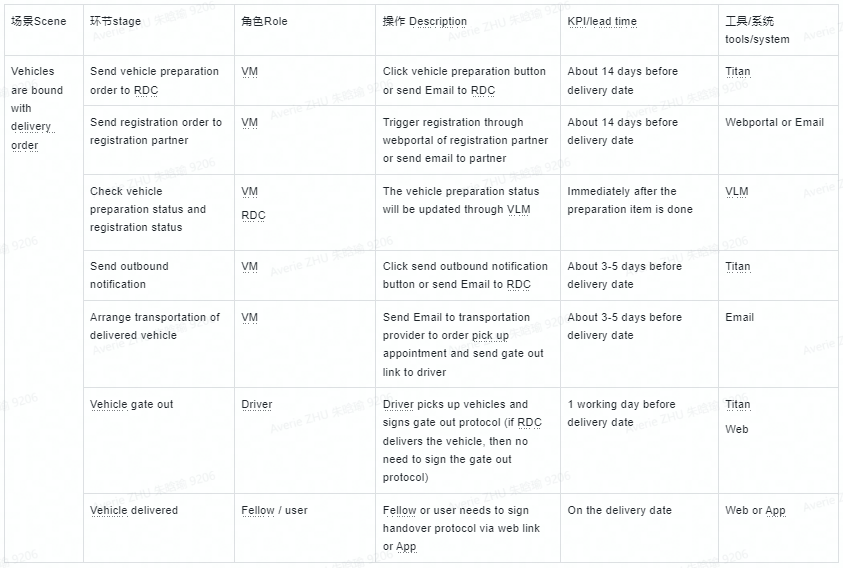 场景Scene
环节stage
角色Role
操作 Description
KPI/lead time
工具/系统
tools/system
Vehicles
are bound
with
delivery
order
Send vehicle preparation
order to RDC
VM
Click vehicle preparation button
or send Email to RDC
About 14 days before
delivery date
Titan
Send registration order to
registration partner
VM
Trigger registration through
webportal of registration partner
or send email to partner
About 14 days before
delivery date
Webportal or Email
Check vehicle
preparation status and
registration status
VM
RDC
The vehicle preparation status
will be updated through VLM
Immediately after the
preparation item is done
VLM
Send outbound
notification
VM
Click send outbound notification
button or send Email to RDC
About 3-5 days before
delivery date
Titan
Arrange transportation of
delivered vehicle
VM
Send Email to transportation
provider to order pick up
appointment and send gate out
link to driver
About 3-5 days before
delivery date
Email
Vehicle gate out
Driver
Driver picks up vehicles and
signs gate out protocol (if RDC
delivers the vehicle, then no
need to sign the gate out
protocol)
1 working day before
delivery date
Titan
Web
Vehicle delivered
Fellow / user
Fellow or user needs to sign
handover protocol via web link
or App
On the delivery date
Web or App